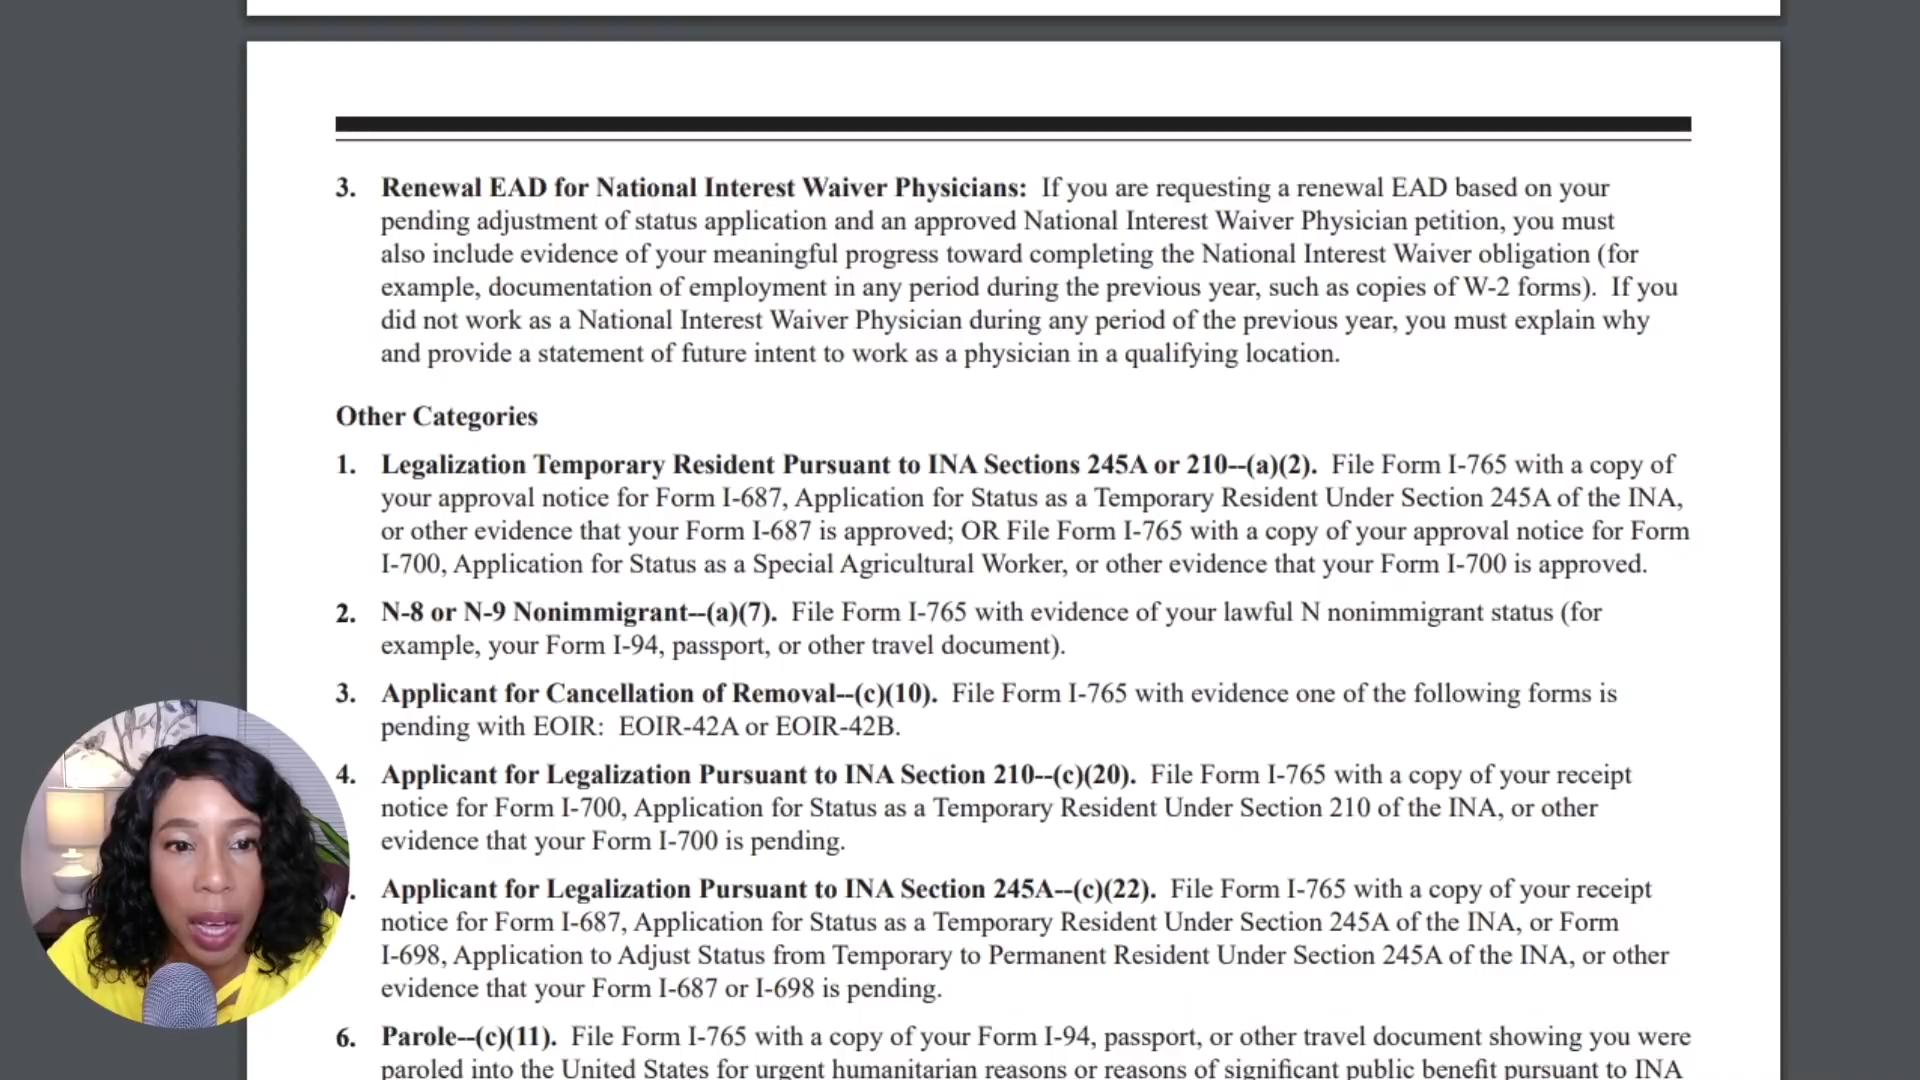 3. Renewal EAD for National Interest Waiver Physicians: If you are requesting a renewal EAD based on your
pending adjustment of status application and an approved National Interest Waiver Physician petition, you must
also include evidence of your meaningful progress toward completing the National Interest Waiver obligation (for
example, documentation of employment in any period during the previous year, such as copies of W-2 forms). If you
did not work as a National Interest Waiver Physician during any period of the previous year, you must explain why
and provide a statement of future intent to work as a physician in a qualifying location.
Other Categories
1. Legalization Temporary Resident Pursuant to INA Sections 245A or 210--(a)(2). File Form I-765 with a copy of
your approval notice for Form I-687, Application for Status as a Temporary Resident Under Section 245A of the INA,
or other evidence that your Form I-687 is approved; OR File Form I-765 with a copy of your approval notice for Form
I-700, Application for Status as a Special Agricultural Worker, or other evidence that your Form I-700 is approved.
2. N-8 or N-9 Nonimmigrant--(a)(7). File Form I-765 with evidence of your lawful N nonimmigrant status (for
example, your Form I-94, passport, or other travel document).
3. Applicant for Cancellation of Removal--(c)(10). File Form I-765 with evidence one of the following forms is
pending with EOIR: EOIR-42A or EOIR-42B.
4. Applicant for Legalization Pursuant to INA Section 210--(c)(20). File Form I-765 with a copy of your receipt
notice for Form I-700, Application for Status as a Temporary Resident Under Section 210 of the INA, or other
evidence that your Form I-700 is pending.
. Applicant for Legalization Pursuant to INA Section 245A--(c)(22). File Form I-765 with a copy of your receipt
notice for Form I-687, Application for Status as a Temporary Resident Under Section 245A of the INA, or Form
I-698, Application to Adjust Status from Temporary to Permanent Resident Under Section 245A of the INA, or other
evidence that your Form I-687 or I-698 is pending.
6. Parole--(c)(11). File Form I-765 with a copy of your Form I-94, passport, or other travel document showing you were
paroled into the United States for urgent humanitarian reasons or reasons of significant public benefit pursuant to INA